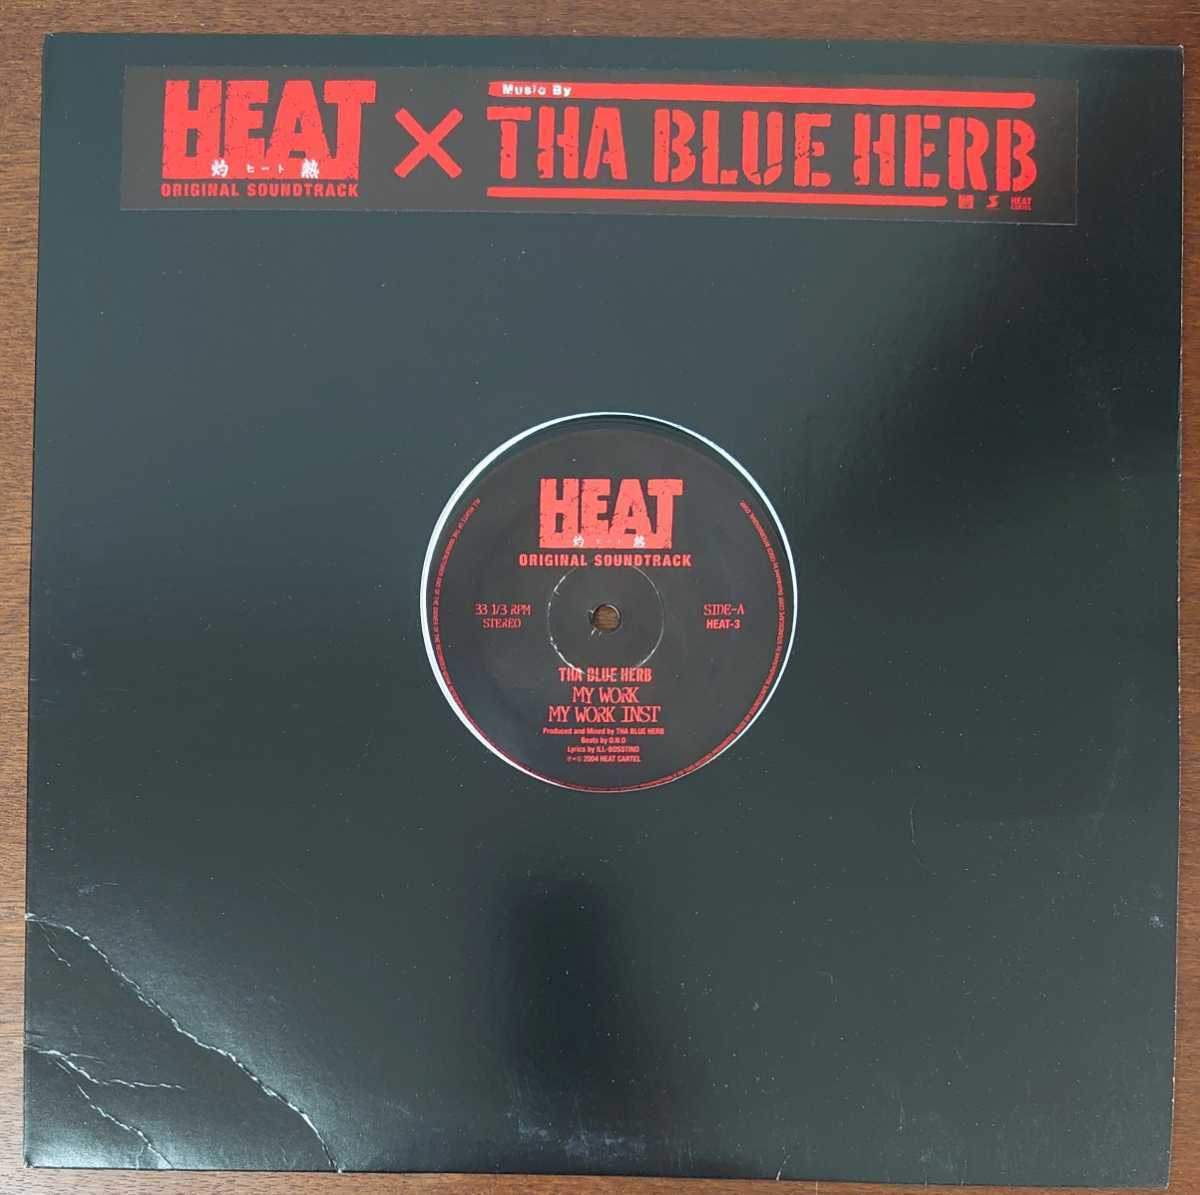 HEAT
灼 ヒート 熱
ORIGINAL SOUNDTRACK
×
Music By
THA BLUE HERB
HEAT
CARTEL
HEAT
灼 ヒート 熱
ORIGINAL SOUNDTRACK
33 1/3 RPM
STEREO
SIDE-A
HEAT-3
THA BLUE HERB
MY WORK
MY WORK INST
Produced and Mixed by THA BLUE HERB
Beats by O.N.O
Lyrics by ILL-BOSSTINO
℗+© 2004 HEAT CARTEL